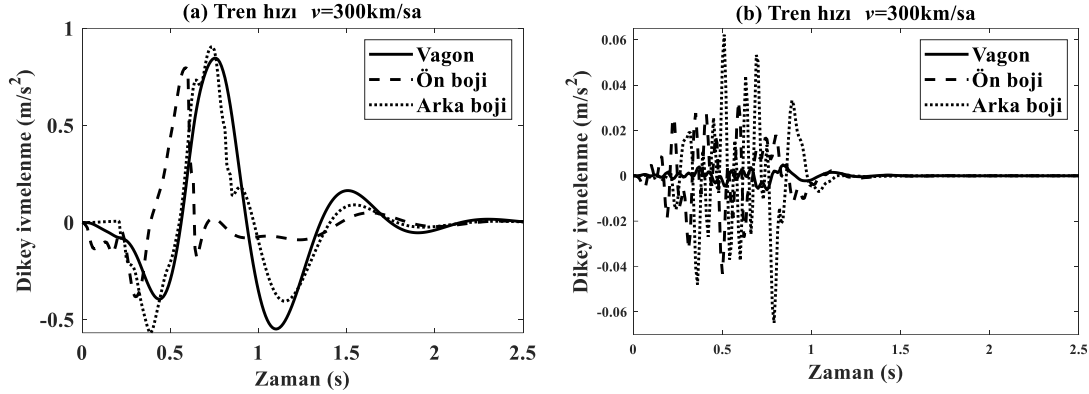 (a) Tren hızı v=300km/sa
Dikey ivmelenme (m/s²)
1
0.5
0
-0.5
Vagon
Ön boji
Arka boji
0 0.5 1 1.5 2 2.5
Zaman (s)
(b) Tren hızı v=300km/sa
Dikey ivmelenme (m/s²)
0.06
0.04
0.02
0
-0.02
-0.04
-0.06
Vagon
Ön boji
Arka boji
0 0.5 1 1.5 2 2.5
Zaman (s)